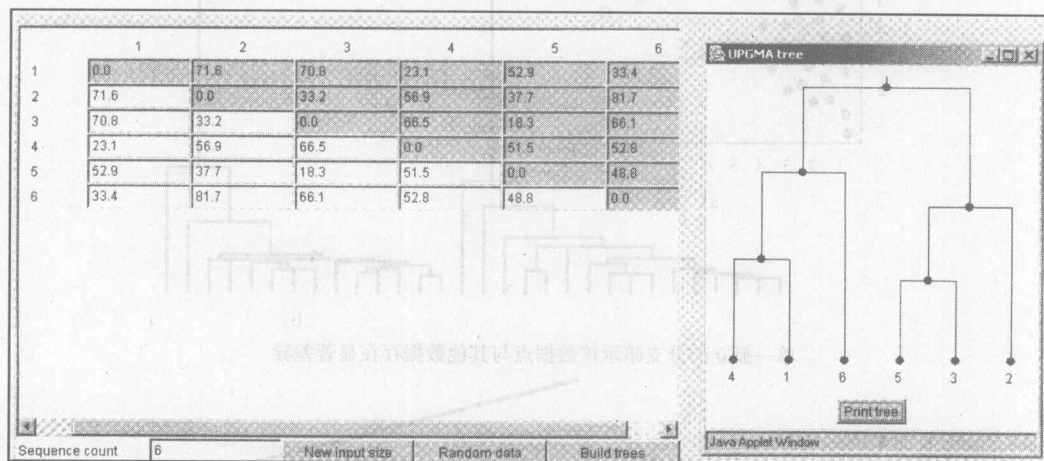 1 2 3 4 5 6
1 0.0 71.6 70.8 23.1 52.9 33.4
2 71.6 0.0 33.2 56.9 37.7 81.7
3 70.8 33.2 0.0 66.5 18.3 66.1
4 23.1 56.9 66.5 0.0 51.5 52.8
5 52.9 37.7 18.3 51.5 0.0 48.8
6 33.4 81.7 66.1 52.8 48.8 0.0
Sequence count 6 New input size Random data Build trees
UPGMA tree
4 1 6 5 3 2
Print tree
Java Applet Window